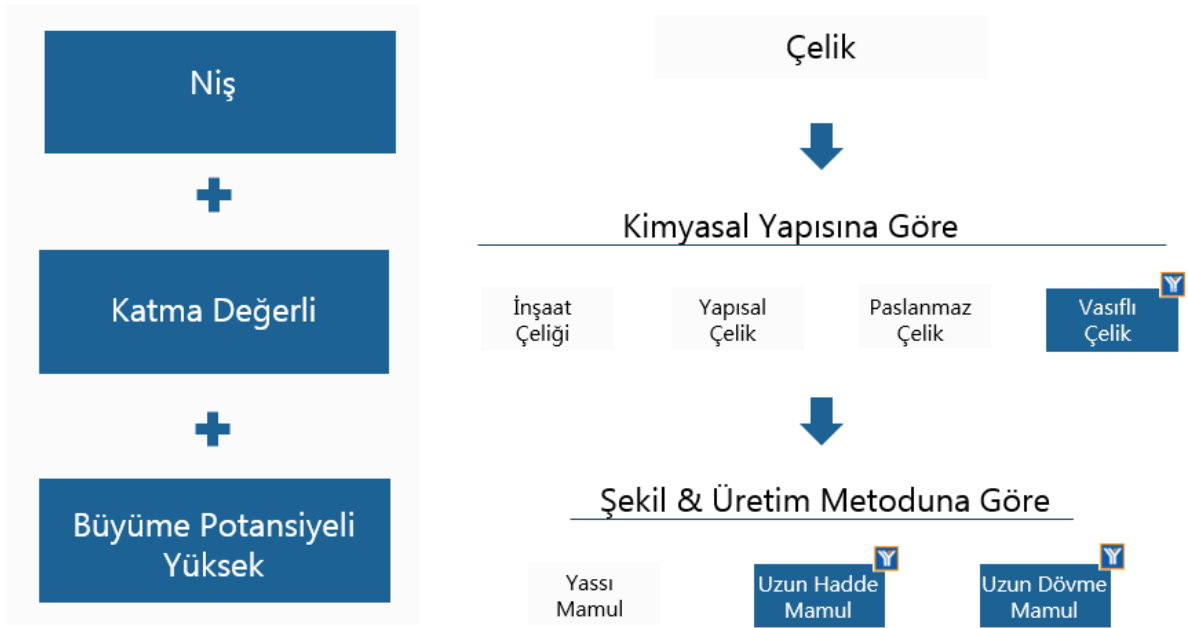 Niş
Katma Değerli
Büyüme Potansiyeli
Yüksek
Çelik
Kimyasal Yapısına Göre
İnşaat
Çeliği
Yapısal
Çelik
Paslanmaz
Çelik
Vasıflı
Çelik
Şekil & Üretim Metoduna Göre
Yassı
Mamul
Uzun Hadde
Mamul
Uzun Dövme
Mamul